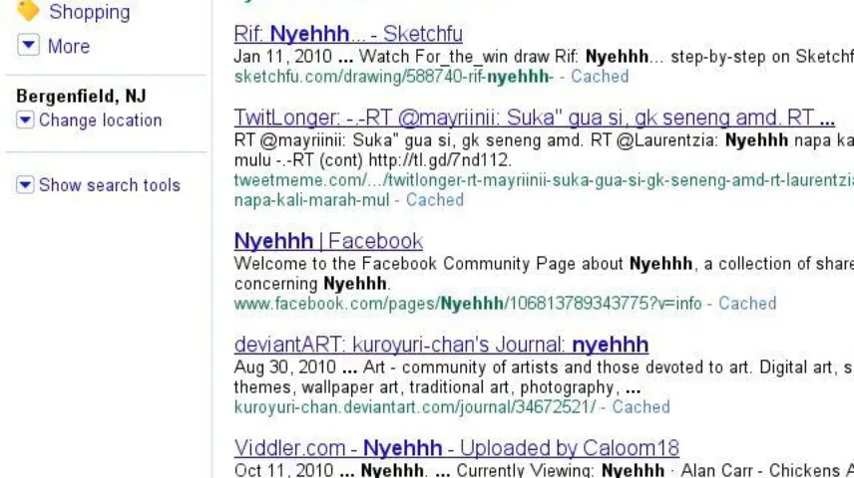 Shopping
More
Bergenfield, NJ
Change location
Show search tools
Rif: Nyehhh... - Sketchfu
Jan 11, 2010 ... Watch For_the_win draw Rif: Nyehhh... step-by-step on Sketchf
sketchfu.com/drawing/588740-rif-nyehhh- - Cached
TwitLonger: -.-RT @mayriinii: Suka" gua si, gk seneng amd. RT ...
RT @mayriinii: Suka" gua si, gk seneng amd. RT @Laurentzia: Nyehhh napa ka
mulu -.-RT (cont) http://tl.gd/7nd112.
tweetmeme.com/.../twitlonger-rt-mayriinii-suka-gua-si-gk-seneng-amd-rt-laurentzia
napa-kali-marah-mul - Cached
Nyehhh | Facebook
Welcome to the Facebook Community Page about Nyehhh, a collection of share
concerning Nyehhh.
www.facebook.com/pages/Nyehhh/106813789343775?v=info - Cached
deviantART: kuroyuri-chan's Journal: nyehhh
Aug 30, 2010 ... Art - community of artists and those devoted to art. Digital art, s
themes, wallpaper art, traditional art, photography, ...
kuroyuri-chan.deviantart.com/journal/34672521/ - Cached
Viddler.com - Nyehhh - Uploaded by Caloom18
Oct 11, 2010 ... Nyehhh. ... Currently Viewing: Nyehhh · Alan Carr - Chickens A